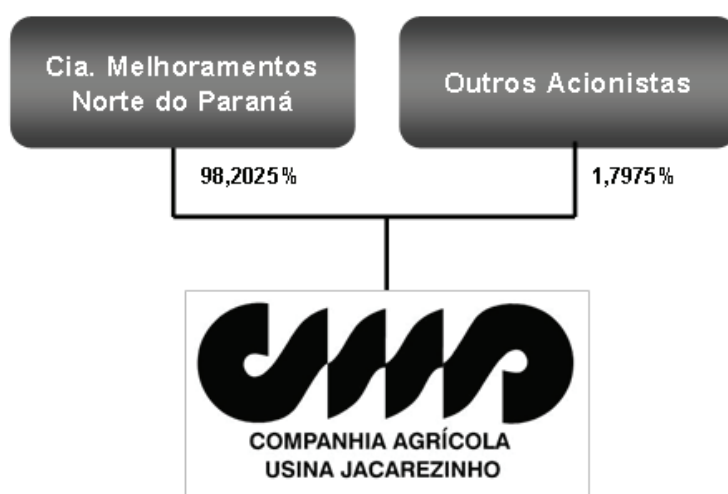 Cia. Melhoramentos
Norte do Paraná
Outros Acionistas
98,2025%
1,7975%
COMPANHIA AGRÍCOLA
USINA JACAREZINHO